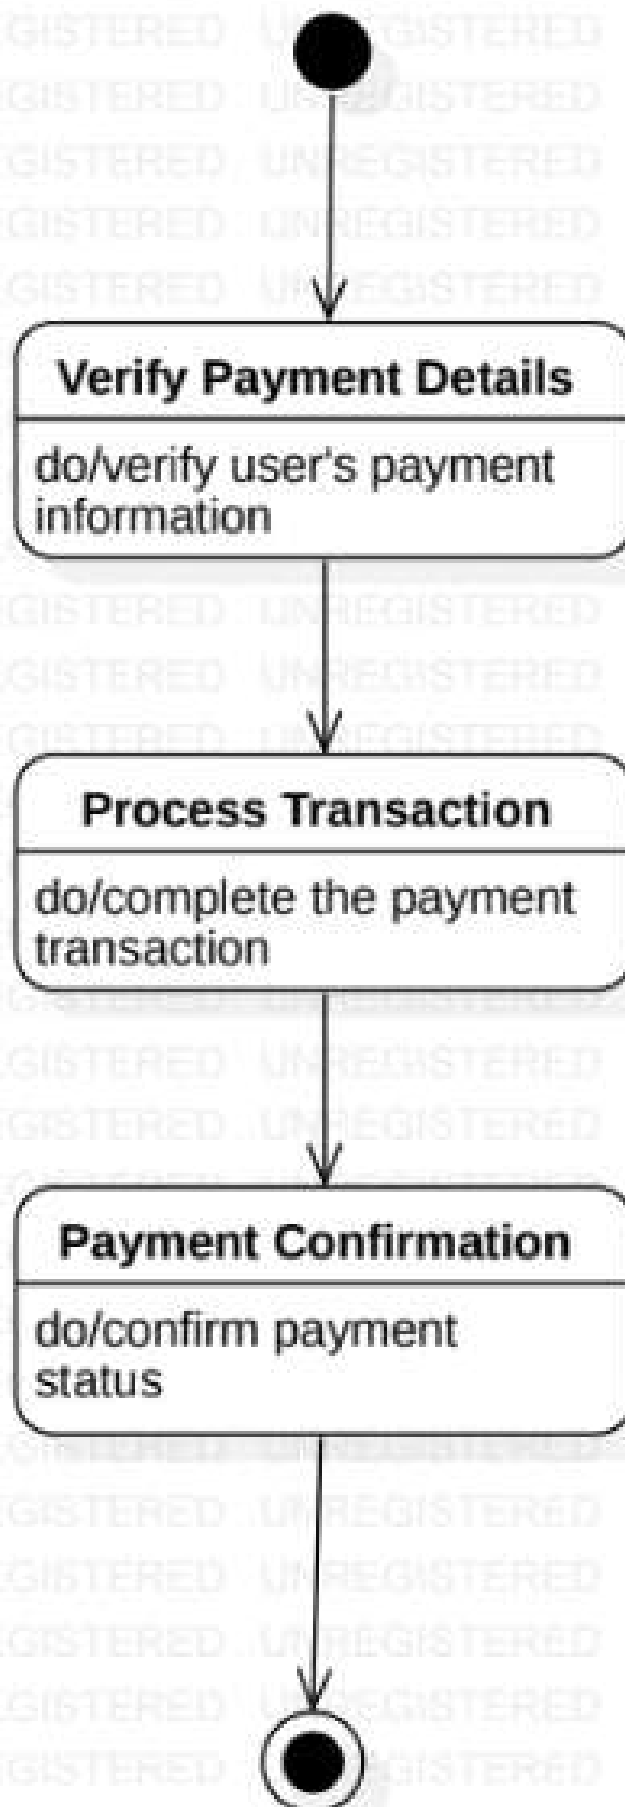 Verify Payment Details
do/verify user's payment
information
Process Transaction
do/complete the payment
transaction
Payment Confirmation
do/confirm payment
status